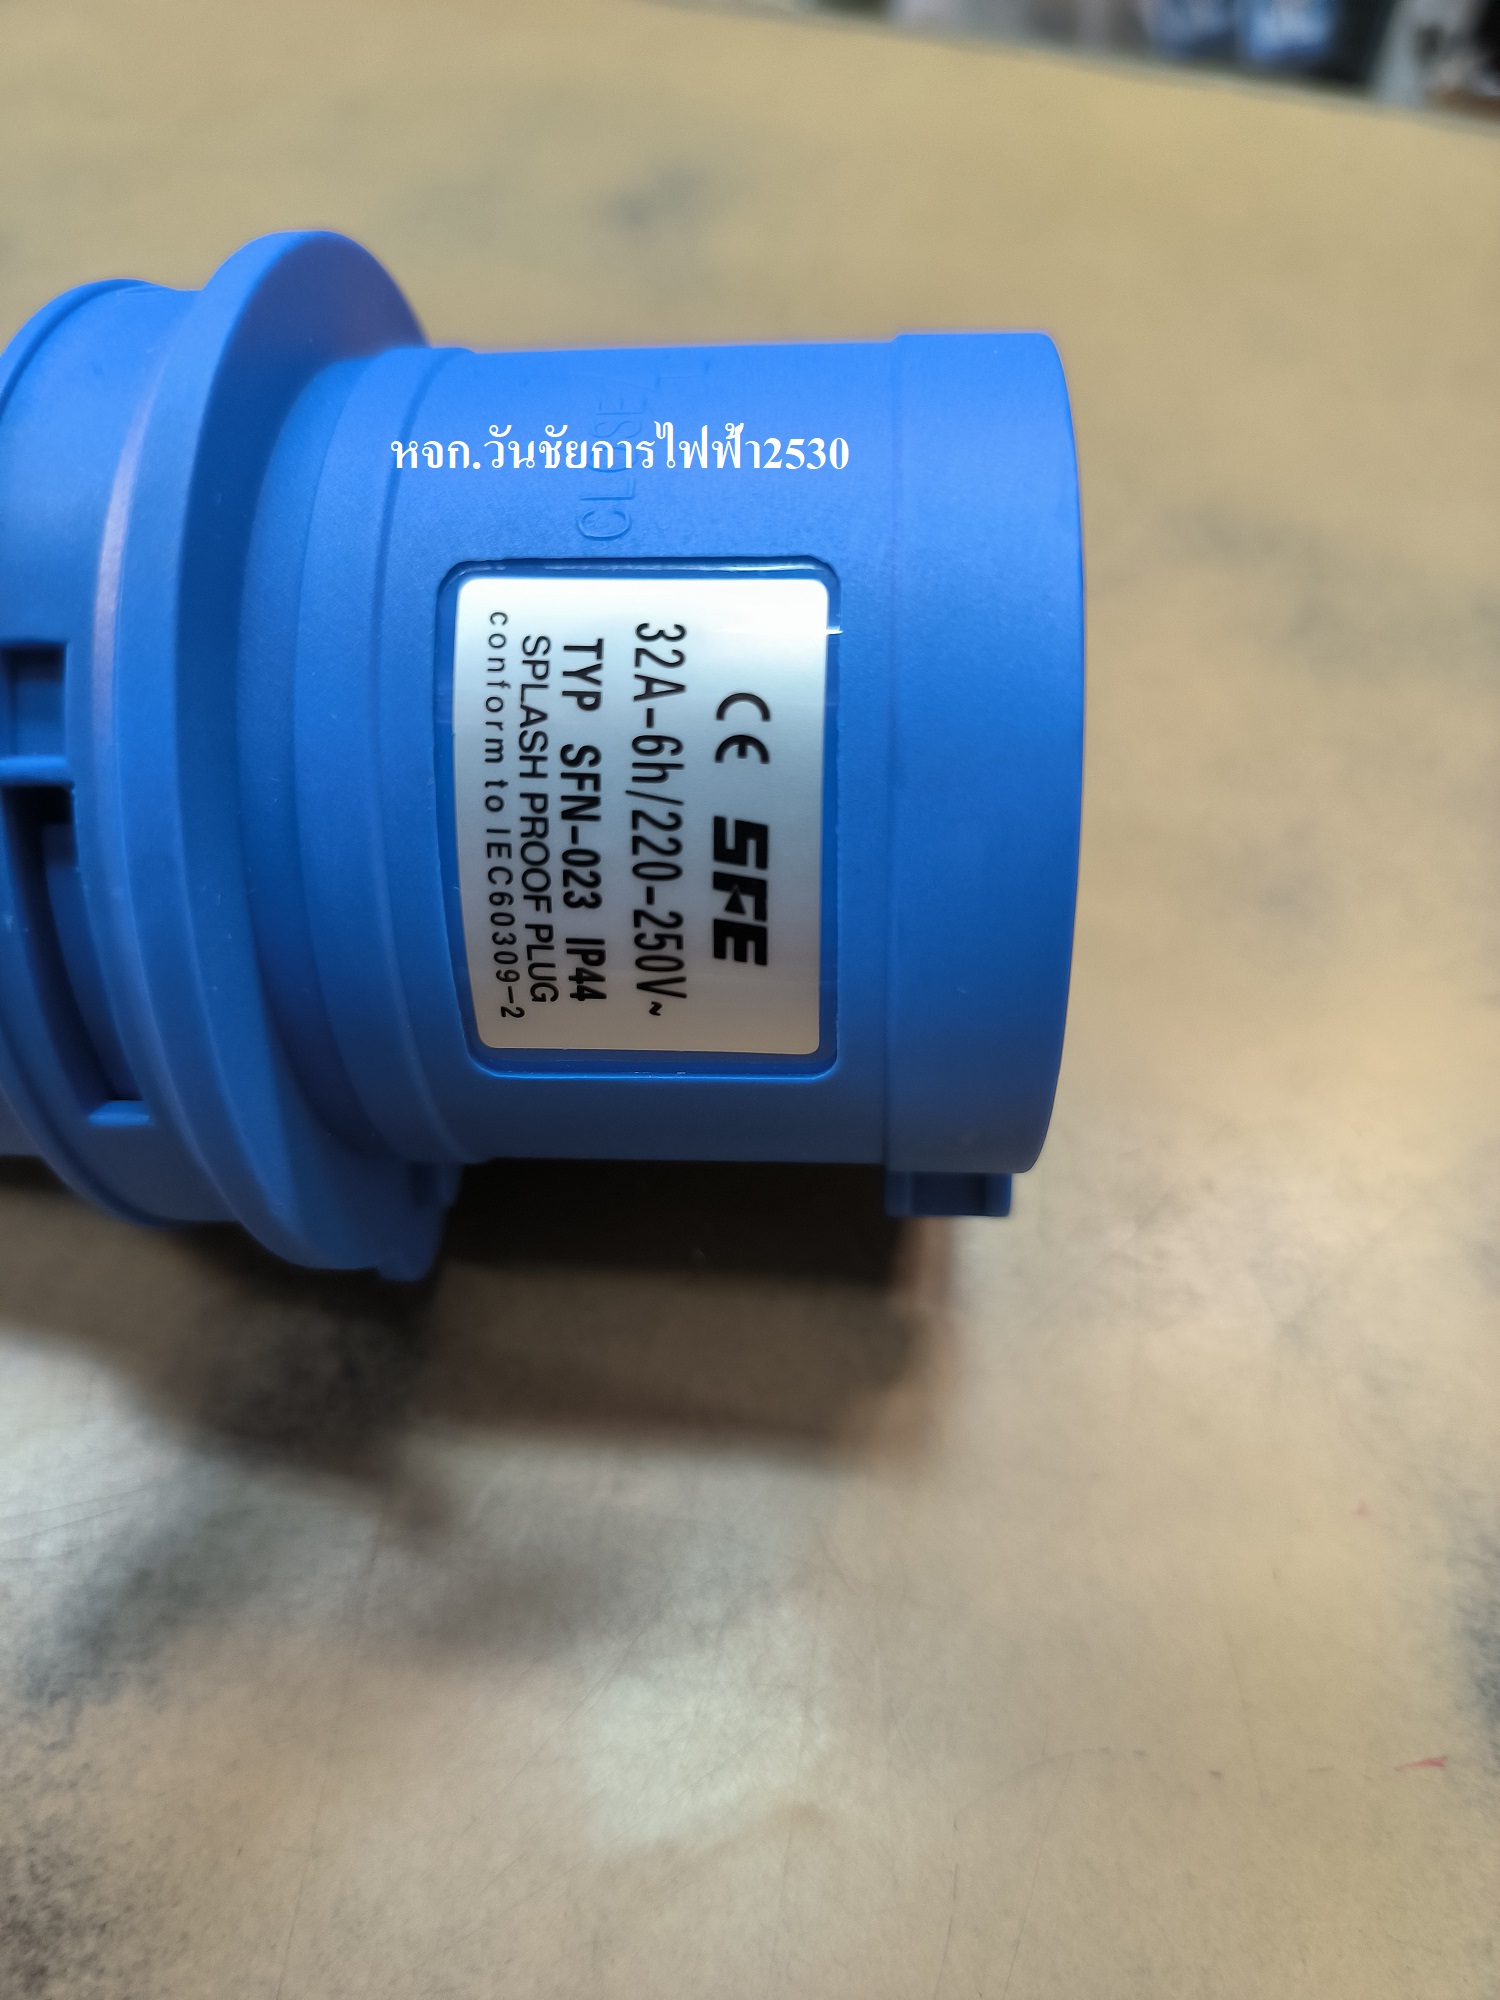 CLOSE
หจก.วันชัยการไฟฟ้า2530
CE SFE
32A-6h/220-250V~
TYP SFN-023 IP44
SPLASH PROOF PLUG
conform to IEC60309-2